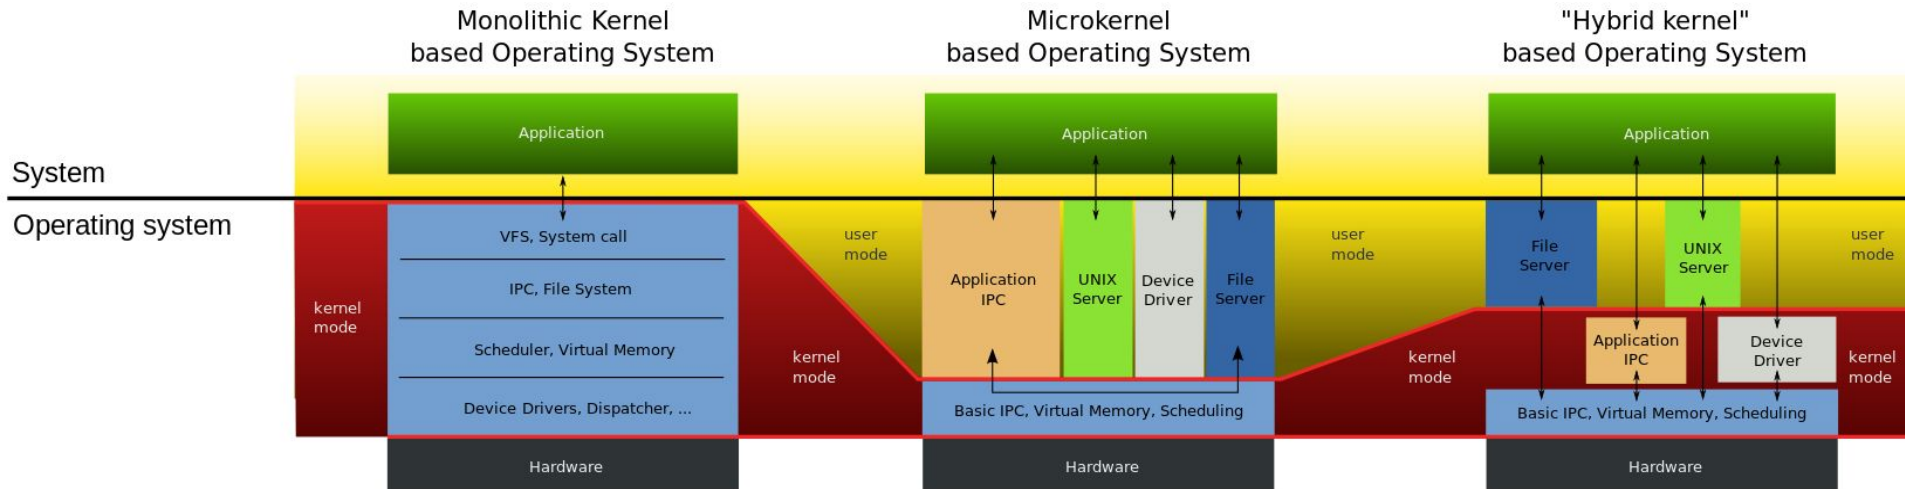 Monolithic Kernel
based Operating System
Microkernel
based Operating System
"Hybrid kernel"
based Operating System
System
Operating system
kernel
mode
Application
VFS, System call
IPC, File System
Scheduler, Virtual Memory
Device Drivers, Dispatcher, ...
Hardware
kernel
mode
user
mode
Application
Application
IPC
UNIX
Server
Device
Driver
File
Server
Basic IPC, Virtual Memory, Scheduling
Hardware
user
mode
kernel
mode
Application
File
Server
UNIX
Server
Application
IPC
Device
Driver
Basic IPC, Virtual Memory, Scheduling
Hardware
user
mode
kernel
mode